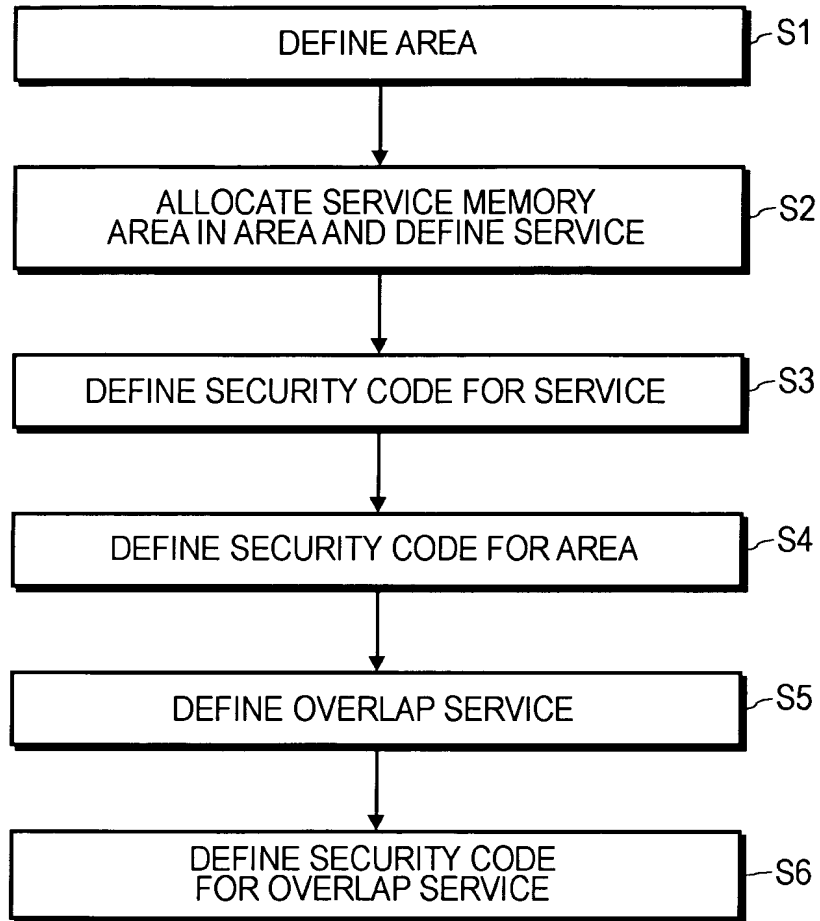 DEFINE AREA
S1
ALLOCATE SERVICE MEMORY
AREA IN AREA AND DEFINE SERVICE
S2
DEFINE SECURITY CODE FOR SERVICE
S3
DEFINE SECURITY CODE FOR AREA
S4
DEFINE OVERLAP SERVICE
S5
DEFINE SECURITY CODE
FOR OVERLAP SERVICE
S6